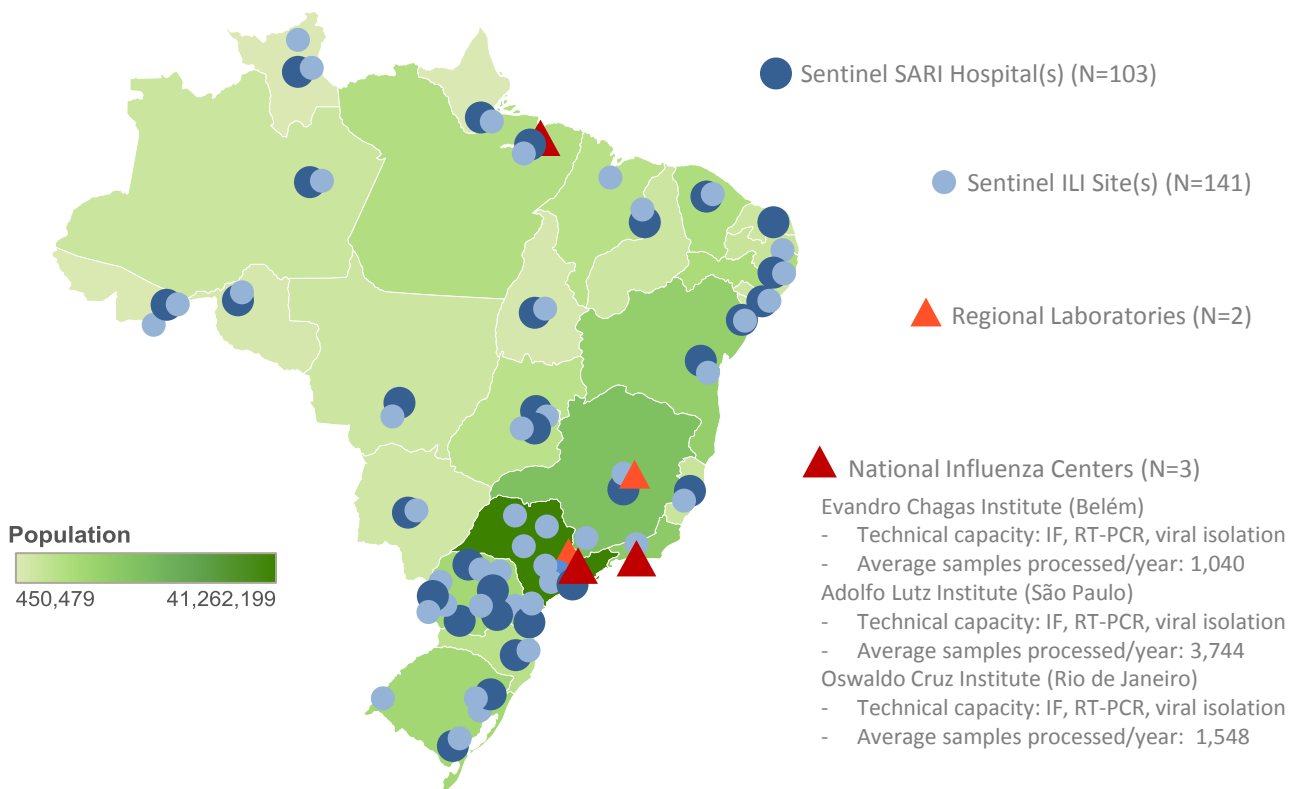 Sentinel SARI Hospital(s) (N=103)
Sentinel ILI Site(s) (N=141)
Regional Laboratories (N=2)
National Influenza Centers (N=3)
Evandro Chagas Institute (Belém)
- Technical capacity: IF, RT-PCR, viral isolation
- Average samples processed/year: 1,040
Adolfo Lutz Institute (São Paulo)
- Technical capacity: IF, RT-PCR, viral isolation
- Average samples processed/year: 3,744
Oswaldo Cruz Institute (Rio de Janeiro)
- Technical capacity: IF, RT-PCR, viral isolation
- Average samples processed/year: 1,548
Population
450,479 41,262,199